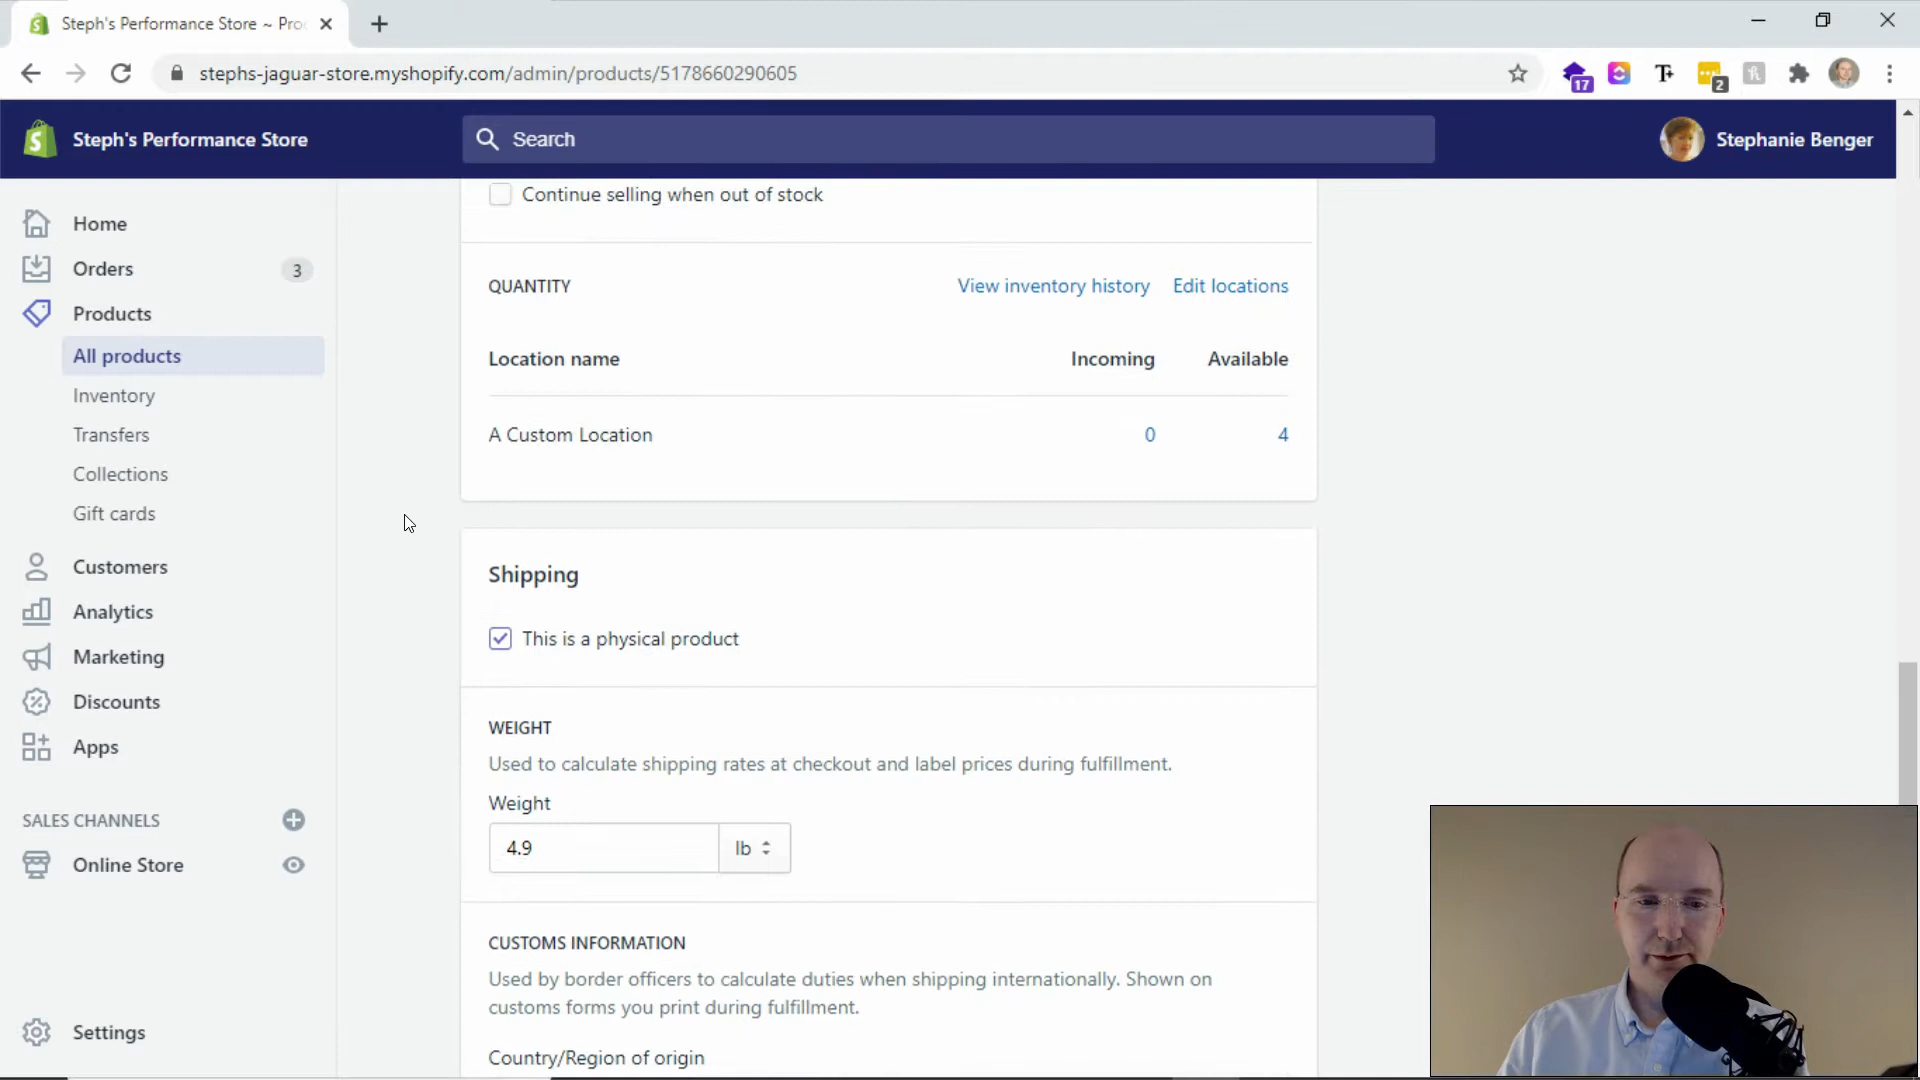 Steph's Performance Store ~ Pro
stephs-jaguar-store.myshopify.com/admin/products/5178660290605
17
2
Steph's Performance Store
Search
Stephanie Benger
Home
Orders 3
Products
All products
Inventory
Transfers
Collections
Gift cards
Customers
Analytics
Marketing
Discounts
Apps
SALES CHANNELS
Online Store
Settings
Continue selling when out of stock
QUANTITY View inventory history Edit locations
Location name Incoming Available
A Custom Location 0 4
Shipping
This is a physical product
WEIGHT
Used to calculate shipping rates at checkout and label prices during fulfillment.
Weight
4.9 lb
CUSTOMS INFORMATION
Used by border officers to calculate duties when shipping internationally. Shown on
customs forms you print during fulfillment.
Country/Region of origin